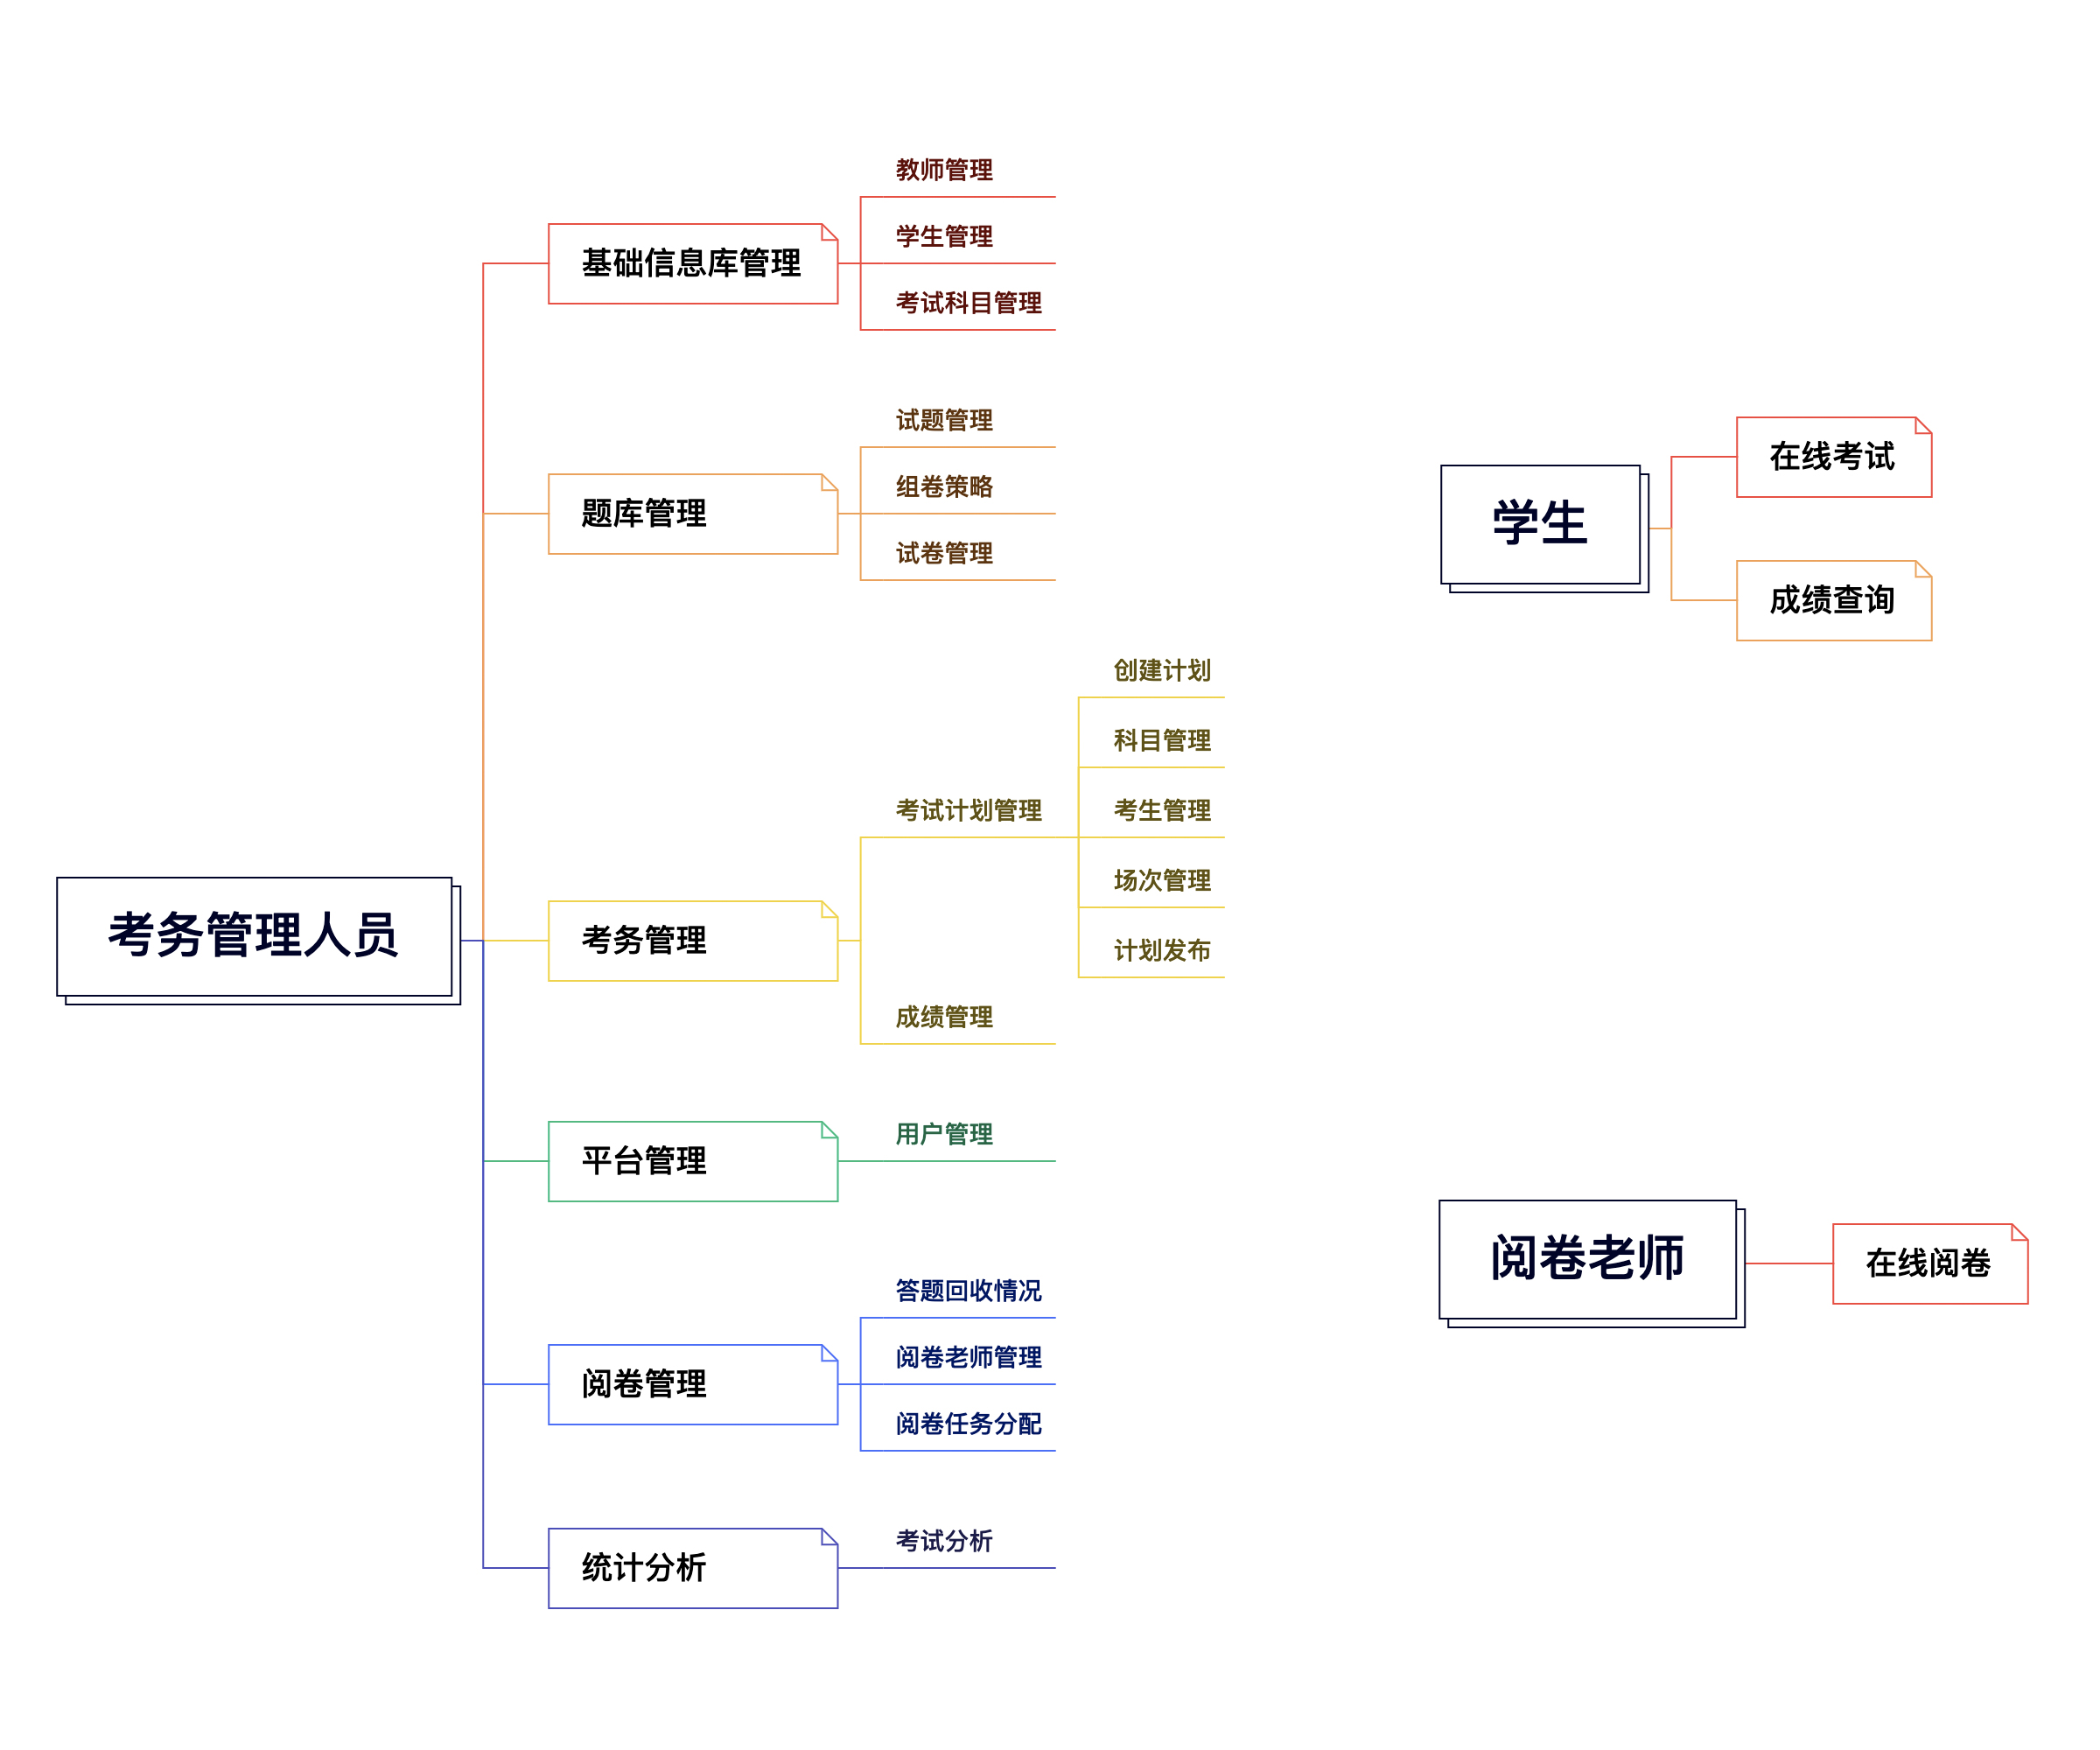 考务管理人员
基础信息库管理
教师管理
学生管理
考试科目管理
题库管理
试题管理
组卷策略
试卷管理
考务管理
考试计划管理
创建计划
科目管理
考生管理
场次管理
计划发布
成绩管理
平台管理
用户管理
阅卷管理
答题回收情况
阅卷老师管理
阅卷任务分配
统计分析
考试分析
学生
在线考试
成绩查询
阅卷老师
在线阅卷